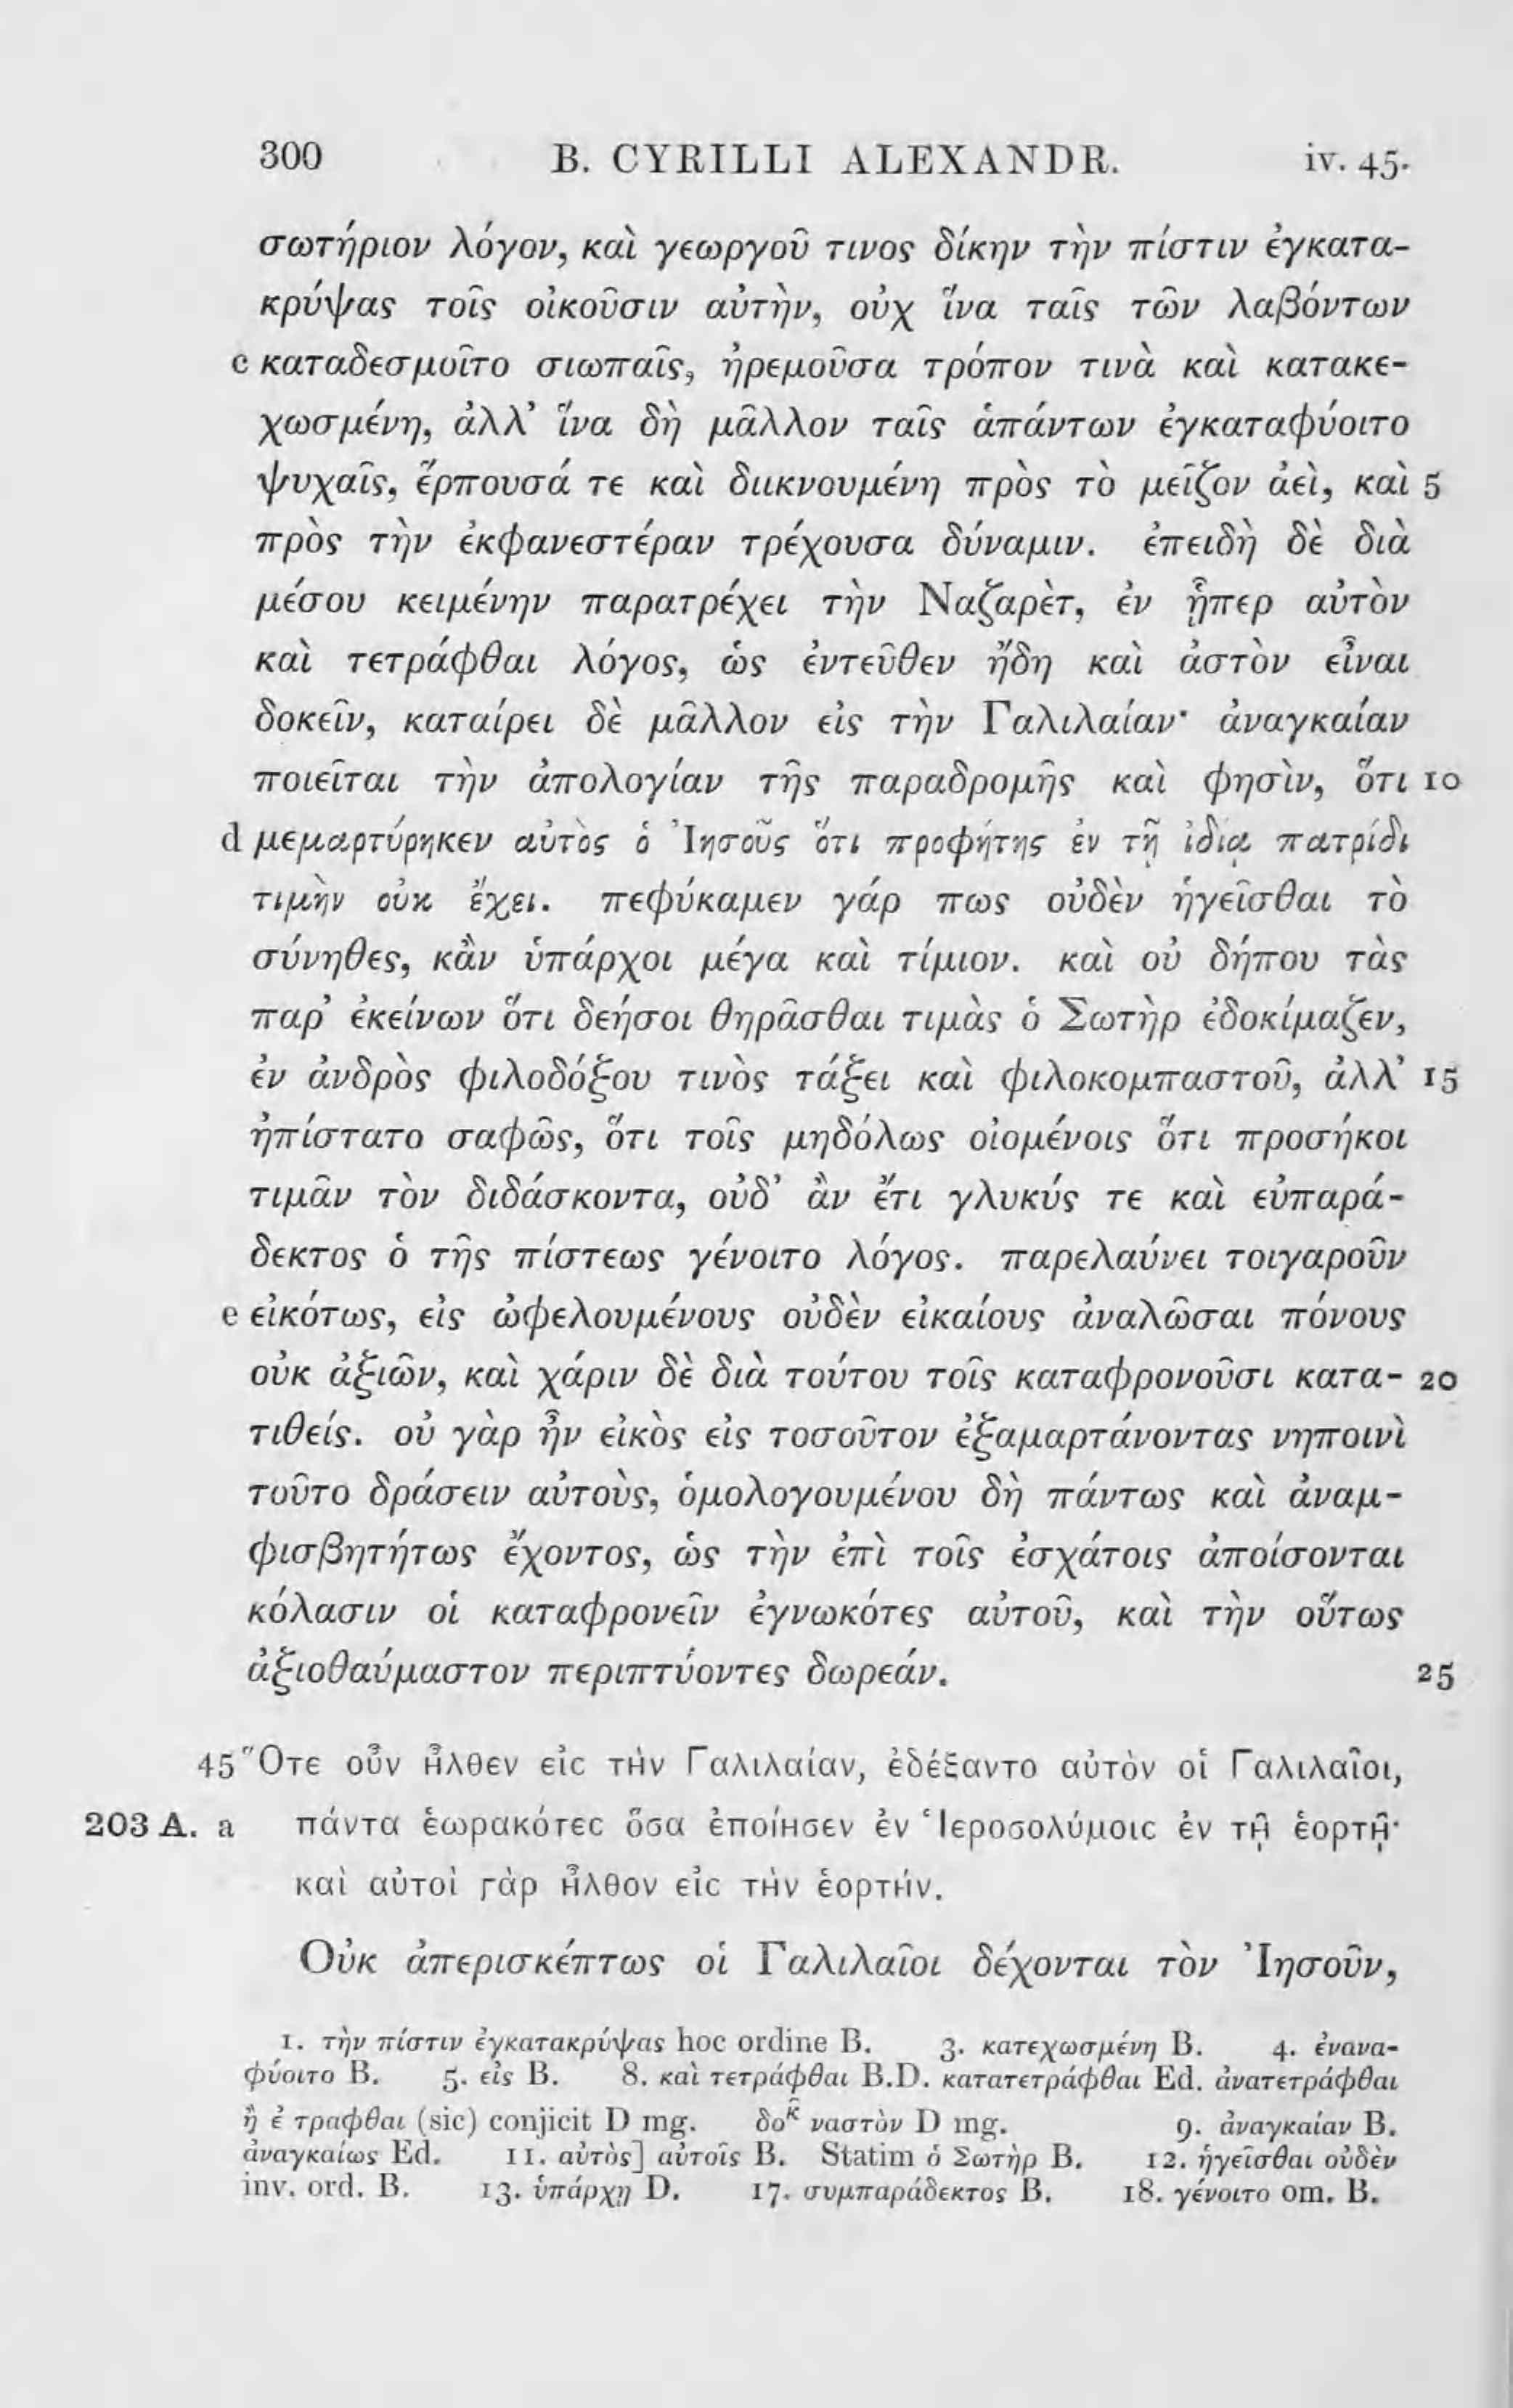 300 B. CYRILLI ALEXANDR. iv. 45.
σωτήριον λόγον, καὶ γεωργοῦ τινος δίκην τὴν πίστιν ἐγκατα-
κρύψας τοῖς οἰκοῦσιν αὐτὴν, οὐχ ἵνα ταῖς τῶν λαβόντων
c καταδεσμοῖτο σιωπαῖς, ἠρεμοῦσα τρόπον τινὰ καὶ κατακε-
χωσμένη, ἀλλ’ ἵνα δὴ μᾶλλον ταῖς ἁπάντων ἐγκαταφύοιτο
ψυχαῖς, ἕρπουσά τε καὶ διικνουμένη πρὸς τὸ μεῖζον ἀεὶ, καὶ 5
πρὸς τὴν ἐκφανεστέραν τρέχουσα δύναμιν. ἐπειδὴ δὲ διὰ
μέσου κειμένην παρατρέχει τὴν Ναζαρὲτ, ἐν ᾗπερ αὐτὸν
καὶ τετράφθαι λόγος, ὡς ἐντεῦθεν ἤδη καὶ ἀστὸν εἶναι
δοκεῖν, καταίρει δὲ μᾶλλον εἰς τὴν Γαλιλαίαν· ἀναγκαίαν
ποιεῖται τὴν ἀπολογίαν τῆς παραδρομῆς καὶ φησὶν, ὅτι 10
d μεμαρτύρηκεν αὐτὸς ὁ Ἰησοῦς ὅτι προφήτης ἐν τῇ ἰδίᾳ πατρίδι
τιμὴν οὐκ ἔχει. πεφύκαμεν γάρ πως οὐδὲν ἡγεῖσθαι τὸ
σύνηθες, κἂν ὑπάρχοι μέγα καὶ τίμιον. καὶ οὐ δήπου τὰς
παρ’ ἐκείνων ὅτι δεήσοι θηρᾶσθαι τιμὰς ὁ Σωτὴρ ἐδοκίμαζεν,
ἐν ἀνδρὸς φιλοδόξου τινὸς τάξει καὶ φιλοκομπαστοῦ, ἀλλ’ 15
ἠπίστατο σαφῶς, ὅτι τοῖς μηδόλως οἰομένοις ὅτι προσήκοι
τιμᾶν τὸν διδάσκοντα, οὐδ’ ἂν ἔτι γλυκύς τε καὶ εὐπαρά-
δεκτος ὁ τῆς πίστεως γένοιτο λόγος. παρελαύνει τοιγαροῦν
e εἰκότως, εἰς ὠφελουμένους οὐδὲν εἰκαίους ἀναλῶσαι πόνους
οὐκ ἀξιῶν, καὶ χάριν δὲ διὰ τούτου τοῖς καταφρονοῦσι κατα- 20
τιθείς. οὐ γὰρ ἦν εἰκὸς εἰς τοσοῦτον ἐξαμαρτάνοντας νηποινὶ
τοῦτο δράσειν αὐτοὺς, ὁμολογουμένου δὴ πάντως καὶ ἀναμ-
φισβητήτως ἔχοντος, ὡς τὴν ἐπὶ τοῖς ἐσχάτοις ἀποίσονται
κόλασιν οἱ καταφρονεῖν ἐγνωκότες αὐτοῦ, καὶ τὴν οὕτως
ἀξιοθαύμαστον περιπτύοντες δωρεάν. 25
45 Ὅτε οὖν ἦλθεν εἰς τὴν Γαλιλαίαν, ἐδέξαντο αὐτὸν οἱ Γαλιλαῖοι,
203 A. a πάντα ἑωρακότες ὅσα ἐποίησεν ἐν Ἱεροσολύμοις ἐν τῇ ἑορτῇ·
καὶ αὐτοὶ γὰρ ἦλθον εἰς τὴν ἑορτήν.
Οὐκ ἀπερισκέπτως οἱ Γαλιλαῖοι δέχονται τὸν Ἰησοῦν,
1. τὴν πίστιν ἐγκατακρύψας hoc ordine B. 3. κατεχωσμένη B. 4. ἐνανα-
φύοιτο B. 5. εἰς B. 8. καὶ τετράφθαι B.D. κατατετράφθαι Ed. ἀνατετράφθαι
ἢ ἐ τραφθαι (sic) conjicit D mg. δοκ̑ ναστὸν D mg. 9. ἀναγκαίαν B.
ἀναγκαίως Ed. 11. αὐτὸς] αὐτοῖς B. Statim ὁ Σωτὴρ B. 12. ἡγεῖσθαι οὐδὲν
inv. ord. B. 13. ὑπάρχῃ D. 17. συμπαράδεκτος B. 18. γένοιτο om. B.